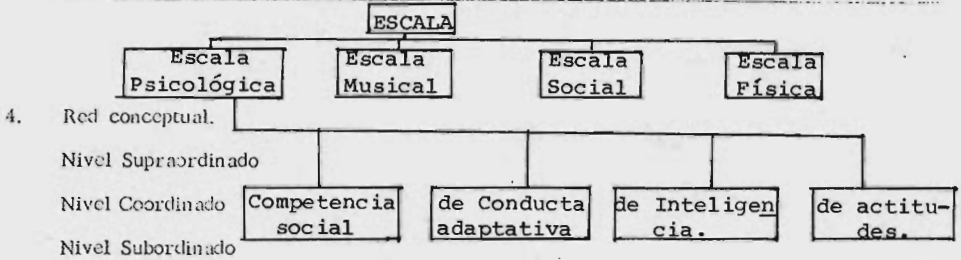 ESCALA
Escala Escala Escala Escala
Psicológica Musical Social Física
4. Red conceptual.
Nivel Supraordinado
Nivel Coordinado Competencia de Conducta de Inteligen de actitu-
social adaptativa cia. des.
Nivel Subordinado